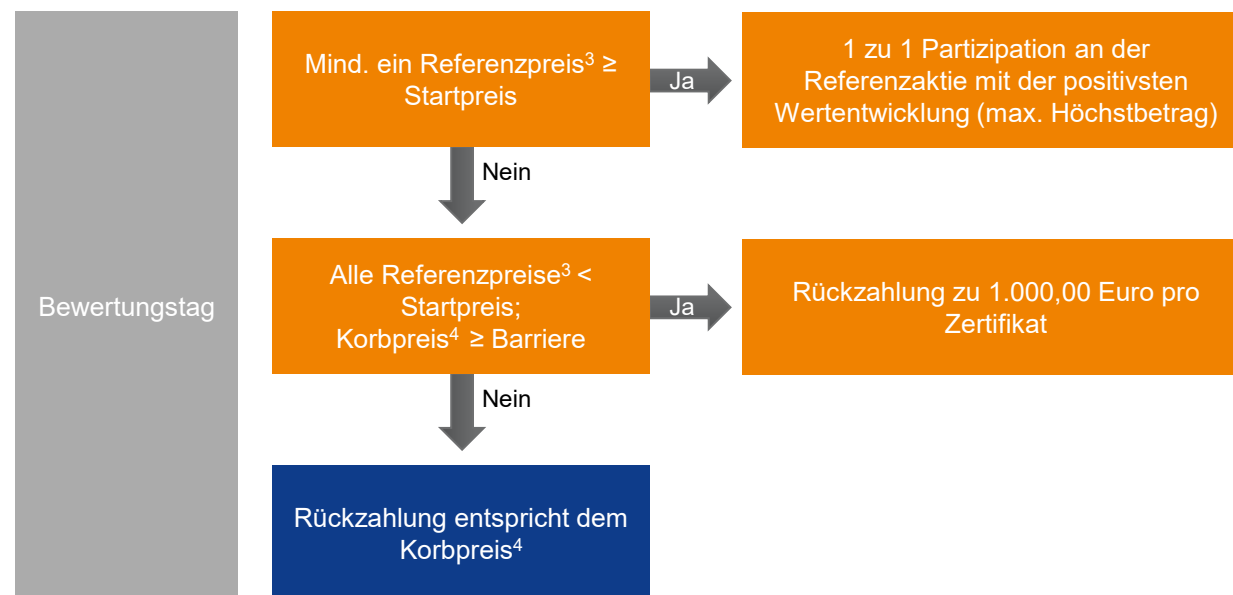 Bewertungstag
Mind. ein Referenzpreis³ ≥
Startpreis
Ja
1 zu 1 Partizipation an der
Referenzaktie mit der positivsten
Wertentwicklung (max. Höchstbetrag)
Nein
Alle Referenzpreise³ <
Startpreis;
Korbpreis⁴ ≥ Barriere
Ja
Rückzahlung zu 1.000,00 Euro pro
Zertifikat
Nein
Rückzahlung entspricht dem
Korbpreis⁴